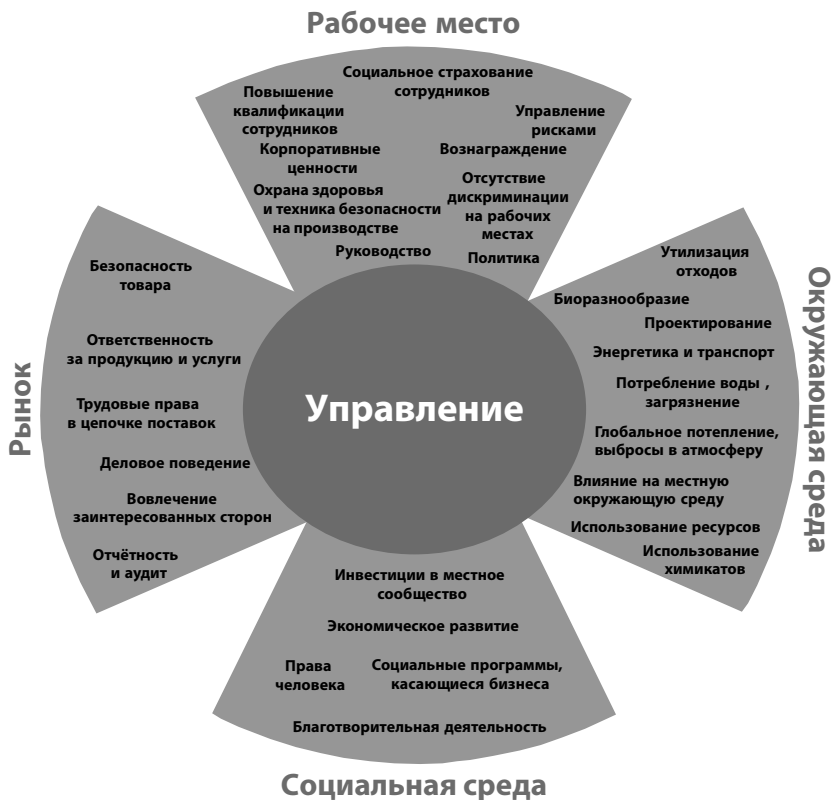 Рабочее место
Социальное страхование
сотрудников
Повышение
квалификации
сотрудников
Управление
рисками
Корпоративные
ценности
Вознаграждение
Охрана здоровья
и техника безопасности
на производстве
Отсутствие
дискриминации
на рабочих
местах
Руководство
Политика
Рынок
Безопасность
товара
Ответственность
за продукцию и услуги
Трудовые права
в цепочке поставок
Деловое поведение
Вовлечение
заинтересованных сторон
Отчётность
и аудит
Управление
Окружающая среда
Утилизация
отходов
Биоразнообразие
Проектирование
Энергетика и транспорт
Потребление воды ,
загрязнение
Глобальное потепление,
выбросы в атмосферу
Влияние на местную
окружающую среду
Использование ресурсов
Использование
химикатов
Инвестиции в местное
сообщество
Экономическое развитие
Права
человека
Социальные программы,
касающиеся бизнеса
Благотворительная деятельность
Социальная среда